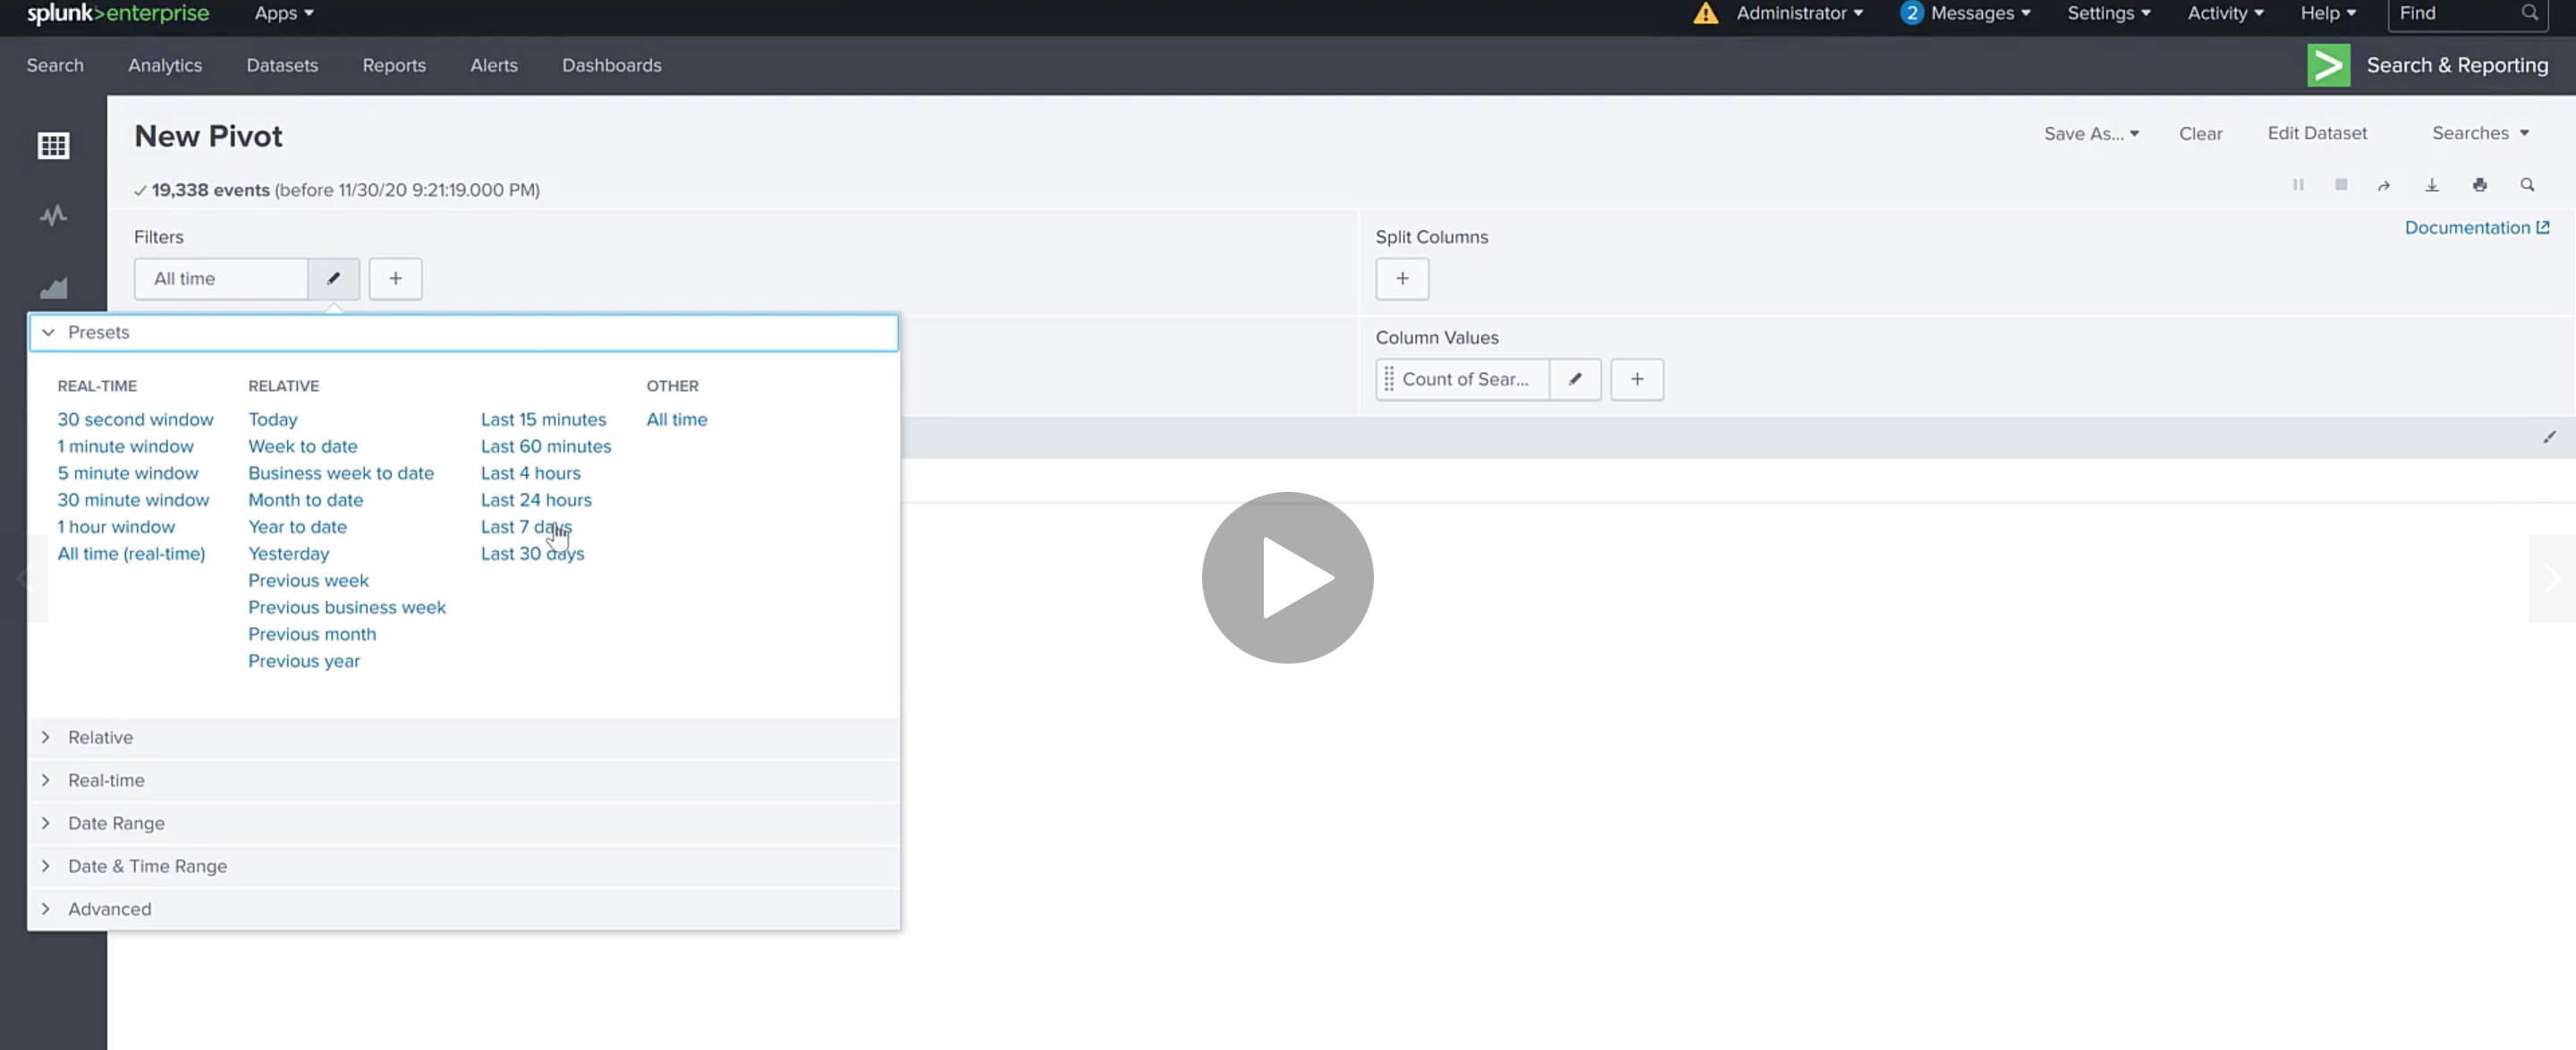 splunk>enterprise Apps Administrator 2 Messages Settings Activity Help Find
Search Analytics Datasets Reports Alerts Dashboards Search & Reporting
New Pivot Save As... Clear Edit Dataset Searches
19,338 events (before 11/30/20 9:21:19.000 PM)
Documentation
Filters Split Columns
All time + +
Presets
Column Values
Count of Sear... +
REAL-TIME RELATIVE OTHER
30 second window Today Last 15 minutes All time
1 minute window Week to date Last 60 minutes
5 minute window Business week to date Last 4 hours
30 minute window Month to date Last 24 hours
1 hour window Year to date Last 7 days
All time (real-time) Yesterday Last 30 days
Previous week
Previous business week
Previous month
Previous year
Relative
Real-time
Date Range
Date & Time Range
Advanced